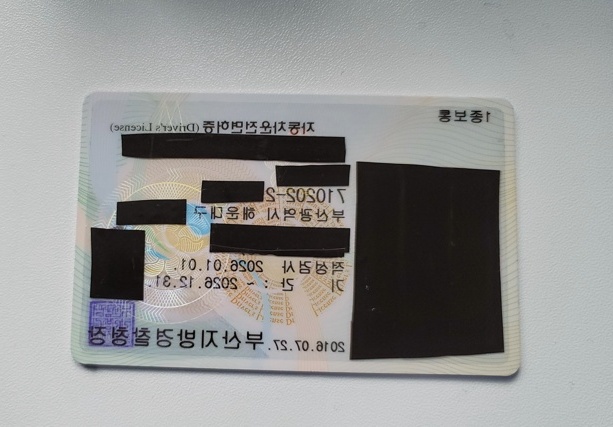 1종보통
자동차운전면허증 (Driver's License)
710202-2
부산광역시 해운대구
적성검사 2026.01.01.
기 간 : ~ 2026.12.31.
2016.07.27. 부산지방경찰청장